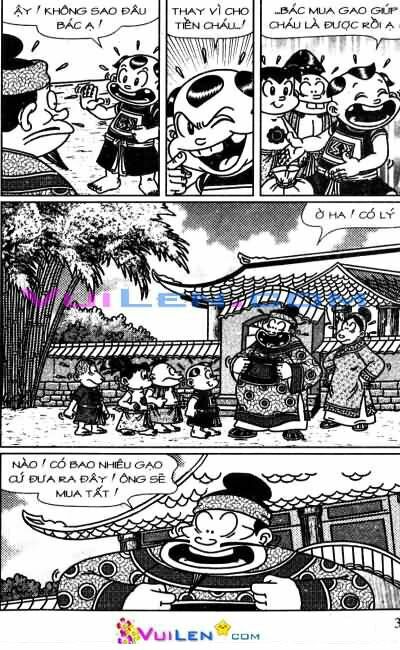 ẬY ! KHÔNG SAO ĐÂU
BÁC Ạ !
THAY VÌ CHO
TIỀN CHÁU...!
...BÁC MUA GẠO GIÚP
CHÁU LÀ ĐƯỢC RỒI Ạ
Ờ HA ! CÓ LÝ
VUILEN.COM
NÀO ! CÓ BAO NHIÊU GẠO
CỨ ĐƯA RA ĐÂY ! ÔNG SẼ
MUA TẤT !
3
VUILEN.COM